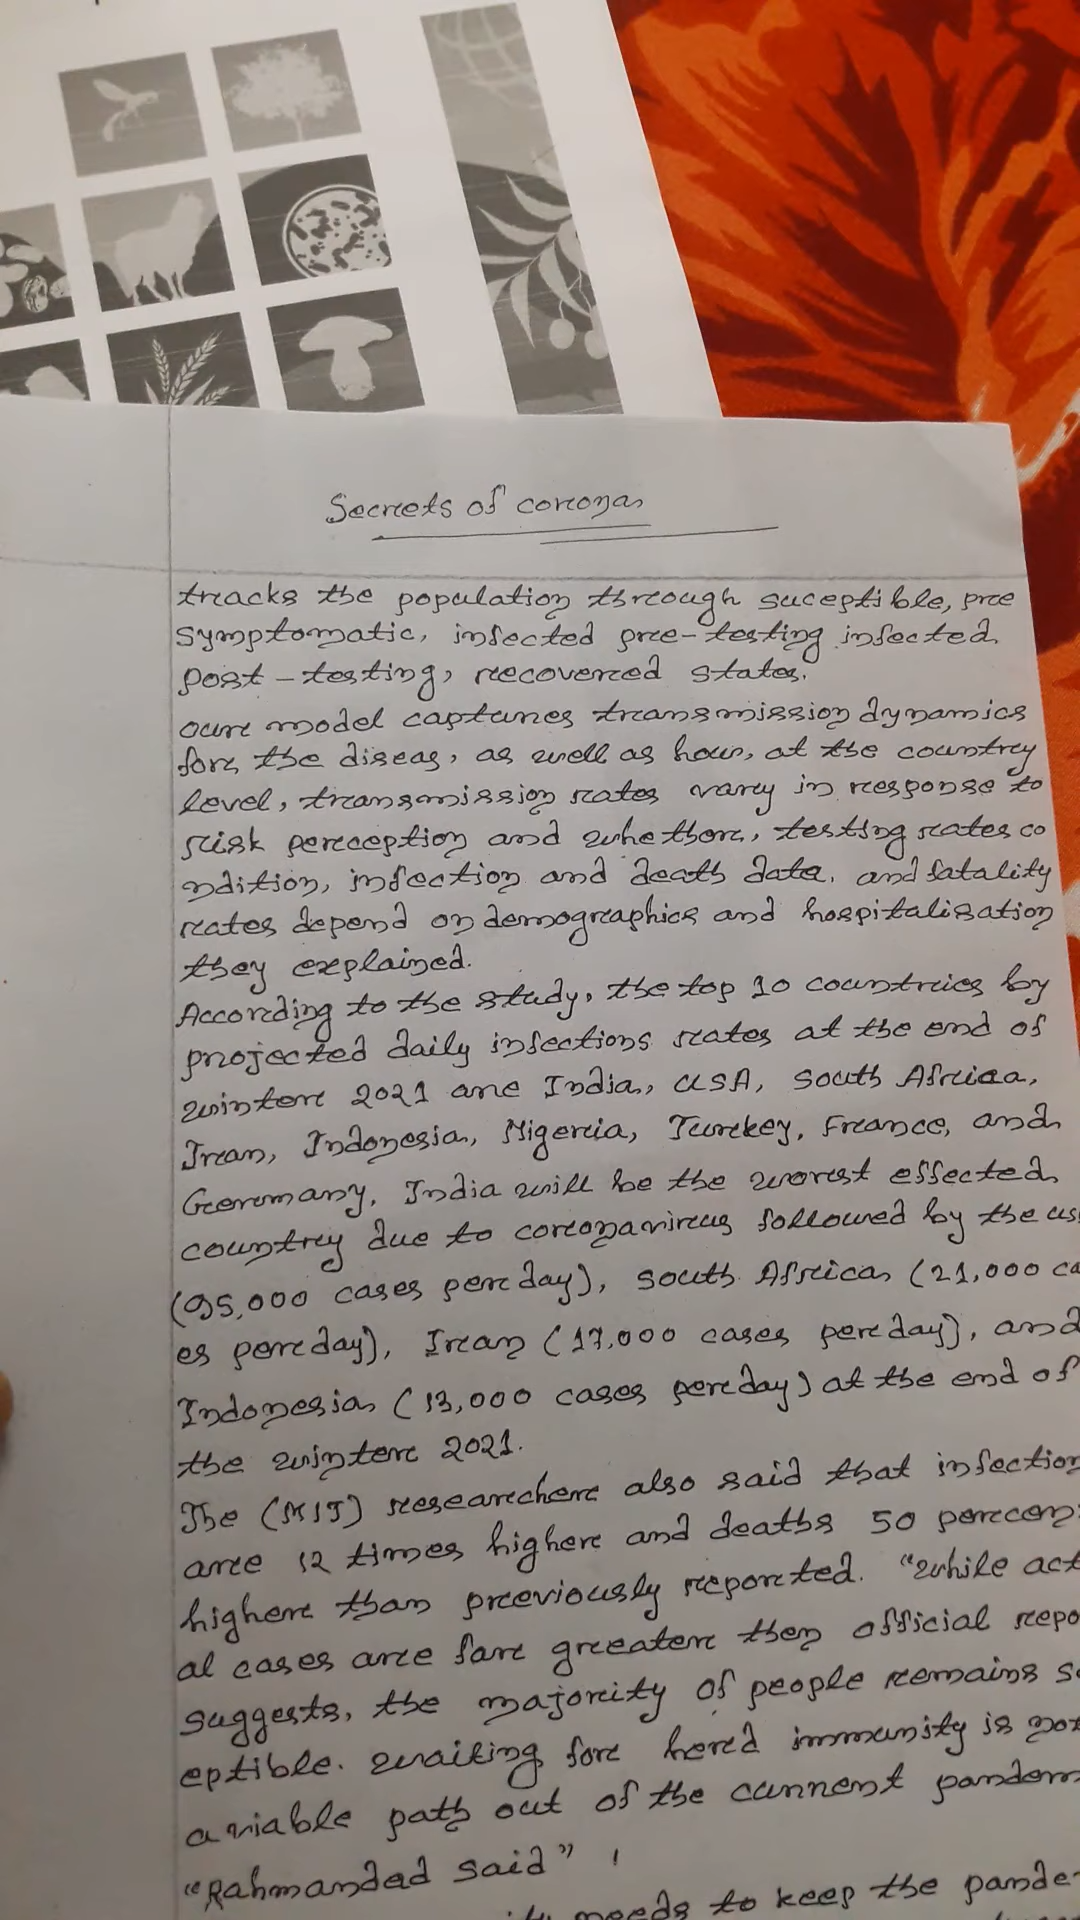 Secrets of corona
tracks the population through suceptible, pre
symptomatic, infected pre-testing infected
post-testing, recovered states.
our model captures transmission dynamics
for the diseas, as well as how, at the country
level, transmission rates vary in response to
risk perception and whether, testing rates co
ndition, infection and death data. and fatality
rates depend on demographics and hospitalisation
they explained.
According to the study, the top 10 countries by
projected daily infections rates at the end of
winter 2021 are India, USA, South Africa,
Iran, Indonesia, Nigeria, Turkey, France, and
Germany. India will be the worst effected
country due to coronavirus followed by the us
(95,000 cases per day), South Africa (21,000 ca
es per day), Iran (17,000 cases per day), and
Indonesia (13,000 cases per day) at the end of
the winter 2021.
The (MIT) researcher also said that infection
are 12 times higher and deaths 50 percen
higher than previously reported. "while act
al cases are far greater then official repo
suggests, the majority of people remains s
eptible. waiting for herd immunity is not
a viable path out of the current pandem
"Rahmandad said"
needs to keep the pande